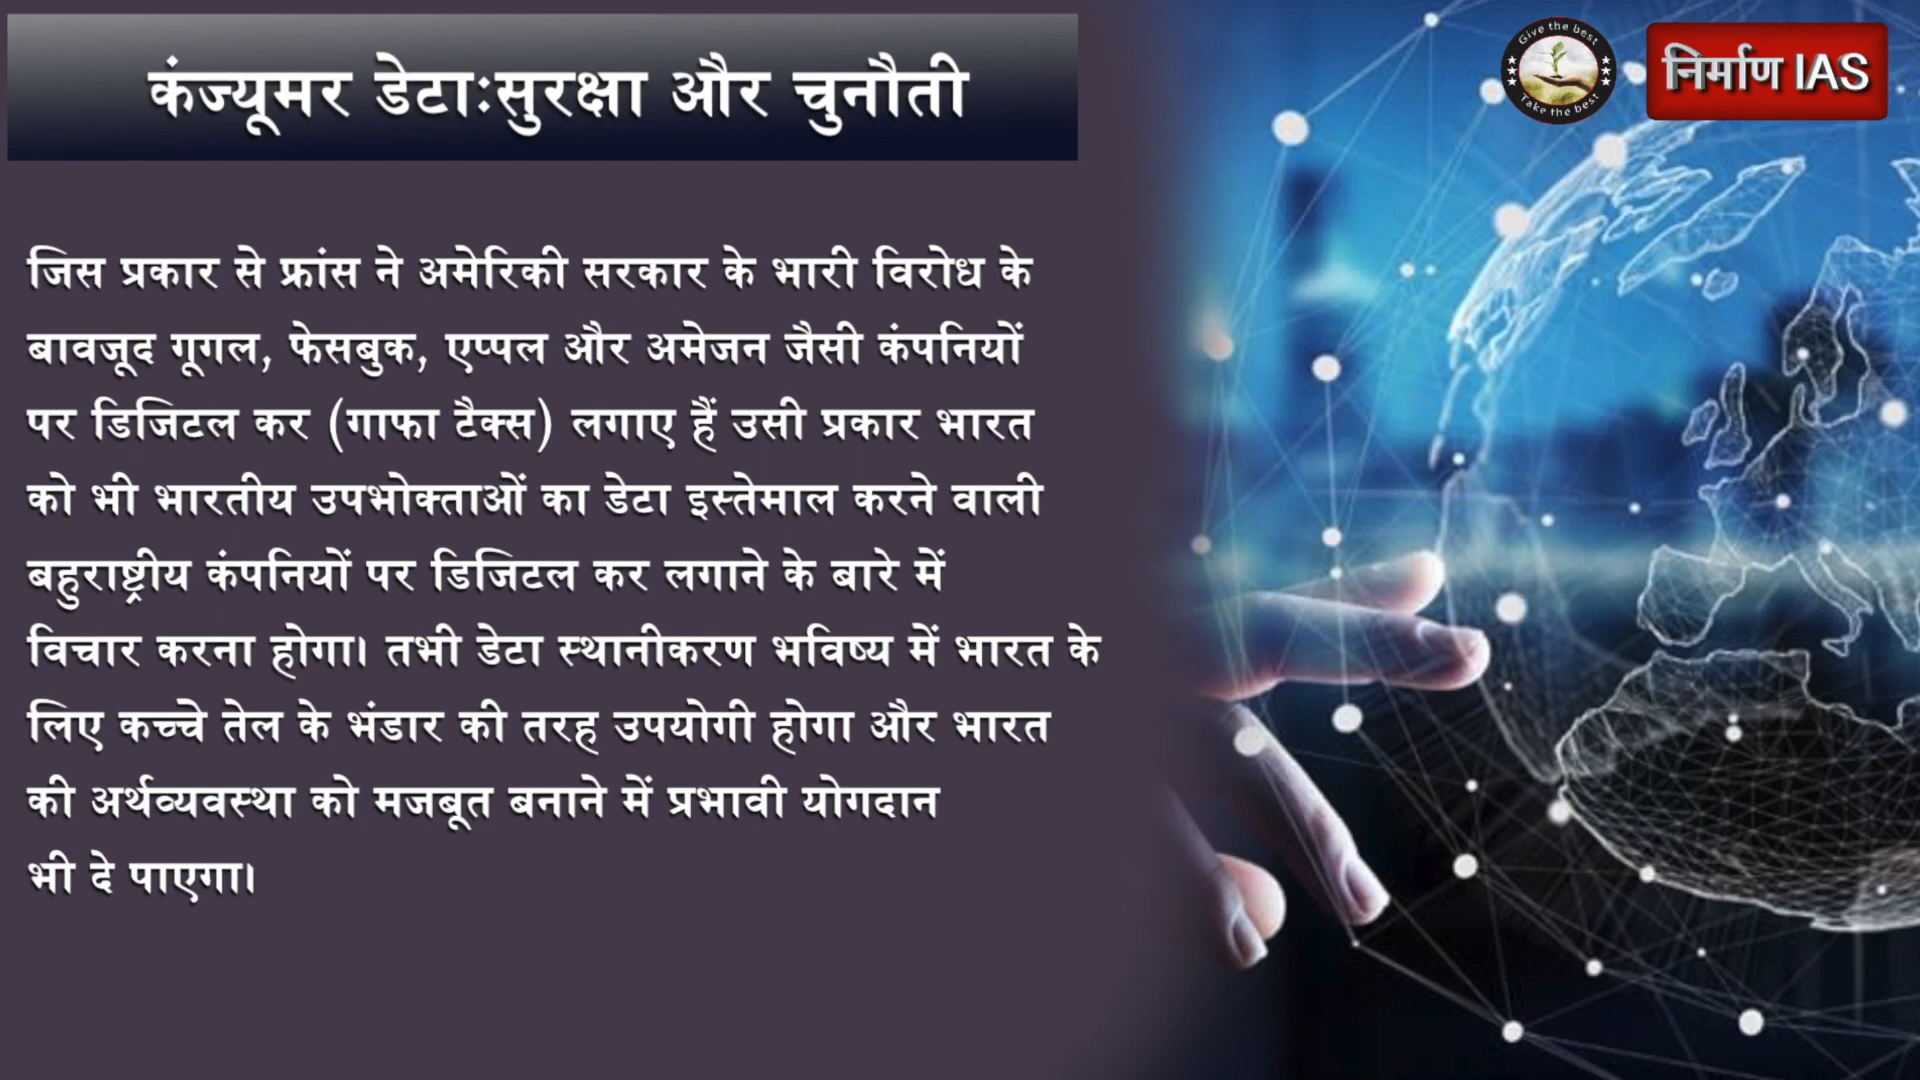 कंज्यूमर डेटाःसुरक्षा और चुनौती
Give the best
Take the best
निर्माण IAS
जिस प्रकार से फ्रांस ने अमेरिकी सरकार के भारी विरोध के
बावजूद गूगल, फेसबुक, एप्पल और अमेजन जैसी कंपनियों
पर डिजिटल कर (गाफा टैक्स) लगाए हैं उसी प्रकार भारत
को भी भारतीय उपभोक्ताओं का डेटा इस्तेमाल करने वाली
बहुराष्ट्रीय कंपनियों पर डिजिटल कर लगाने के बारे में
विचार करना होगा। तभी डेटा स्थानीकरण भविष्य में भारत के
लिए कच्चे तेल के भंडार की तरह उपयोगी होगा और भारत
की अर्थव्यवस्था को मजबूत बनाने में प्रभावी योगदान
भी दे पाएगा।